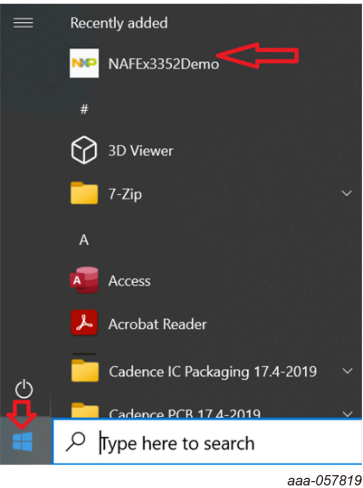 Recently added
NXP NAFEx3352Demo
#
3D Viewer
7-Zip
A
Access
Acrobat Reader
Cadence IC Packaging 17.4-2019
Cadence PCB 17.4-2019
Type here to search
aaa-057819